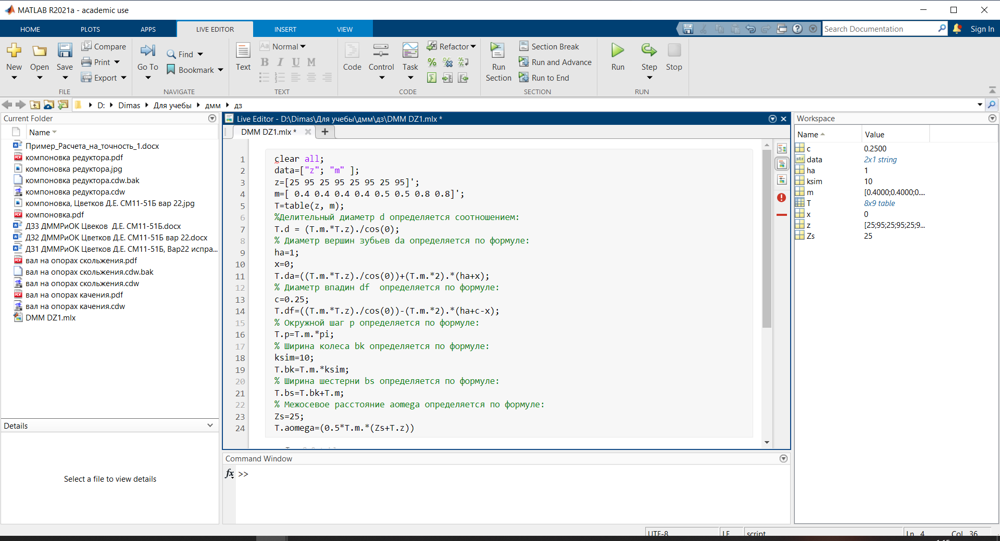 MATLAB R2021a - academic use
HOME PLOTS APPS LIVE EDITOR INSERT VIEW
Search Documentation
Sign In
New
Open
Save
Compare
Print
Export
FILE
Go To
Find
Bookmark
NAVIGATE
Text
Aa Normal
B I U M
TEXT
Code
Control
Task
Refactor
CODE
Run Section
Section Break
Run and Advance
Run to End
SECTION
Run
Step
Stop
RUN
D: Dimas Для учебы дмм дз
Current Folder
Name
Пример_Расчета_на_точность_1.docx
компоновка редуктора.pdf
компоновка редуктора.jpg
компоновка редуктора.cdw.bak
компоновка редуктора.cdw
компоновка, Цветков Д.Е. СМ11-51Б вар 22.jpg
компоновка.pdf
ДЗ3 ДММРиОК Цвеков  Д.Е. СМ11-51Б.docx
ДЗ2 ДММРиОК Цветков Д.Е. СМ11-51Б вар 22.docx
ДЗ1 ДММРиОК Цветков Д.Е. СМ11-51Б, Вар22 испра...
вал на опорах скольжения.pdf
вал на опорах скольжения.cdw.bak
вал на опорах скольжения.cdw
вал на опорах качения.pdf
вал на опорах качения.cdw
DMM DZ1.mlx
Details
Select a file to view details
Live Editor - D:\Dimas\Для учебы\дмм\дз\DMM DZ1.mlx *
DMM DZ1.mlx *
1 clear all;
2 data=["z"; "m" ];
3 z=[25 95 25 95 25 95 25 95]';
4 m=[ 0.4 0.4 0.4 0.4 0.5 0.5 0.8 0.8]';
5 T=table(z, m);
6 %Делительный диаметр d определяется соотношением:
7 T.d = (T.m.*T.z)./cos(0);
8 % Диаметр вершин зубьев da определяется по формуле:
9 ha=1;
10 x=0;
11 T.da=((T.m.*T.z)./cos(0))+(T.m.*2).*(ha+x);
12 % Диаметр впадин df  определяется по формуле:
13 c=0.25;
14 T.df=((T.m.*T.z)./cos(0))-(T.m.*2).*(ha+c-x);
15 % Окружной шаг p определяется по формуле:
16 T.p=T.m.*pi;
17 % Ширина колеса bk определяется по формуле:
18 ksim=10;
19 T.bk=T.m.*ksim;
20 % Ширина шестерни bs определяется по формуле:
21 T.bs=T.bk+T.m;
22 % Межосевое расстояние aomega определяется по формуле:
23 Zs=25;
24 T.aomega=(0.5*T.m.*(Zs+T.z))
Command Window
fx >>
Workspace
Name Value
c 0.2500
data 2x1 string
ha 1
ksim 10
m [0.4000;0.4000;0....
T 8x9 table
x 0
z [25;95;25;95;25;9...
Zs 25
UTF-8 LF script Ln 4 Col 36